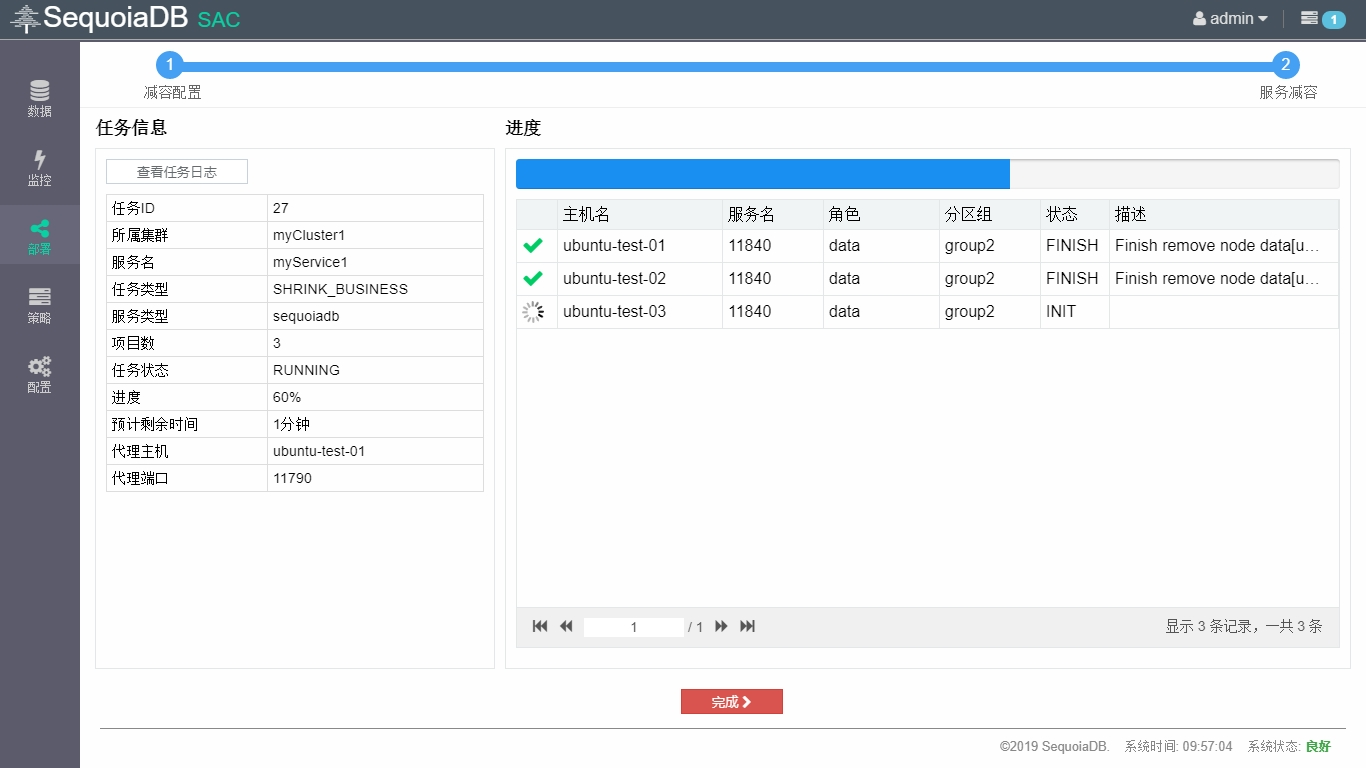 SequoiaDB SAC
admin
1
1
2
减容配置
服务减容
数据
监控
部署
策略
配置
任务信息
查看任务日志
任务ID 27
所属集群 myCluster1
服务名 myService1
任务类型 SHRINK_BUSINESS
服务类型 sequoiadb
项目数 3
任务状态 RUNNING
进度 60%
预计剩余时间 1分钟
代理主机 ubuntu-test-01
代理端口 11790
进度
主机名 服务名 角色 分区组 状态 描述
ubuntu-test-01 11840 data group2 FINISH Finish remove node data[u…
ubuntu-test-02 11840 data group2 FINISH Finish remove node data[u…
ubuntu-test-03 11840 data group2 INIT
1 / 1
显示 3 条记录，一共 3 条
完成
©2019 SequoiaDB. 系统时间: 09:57:04 系统状态: 良好